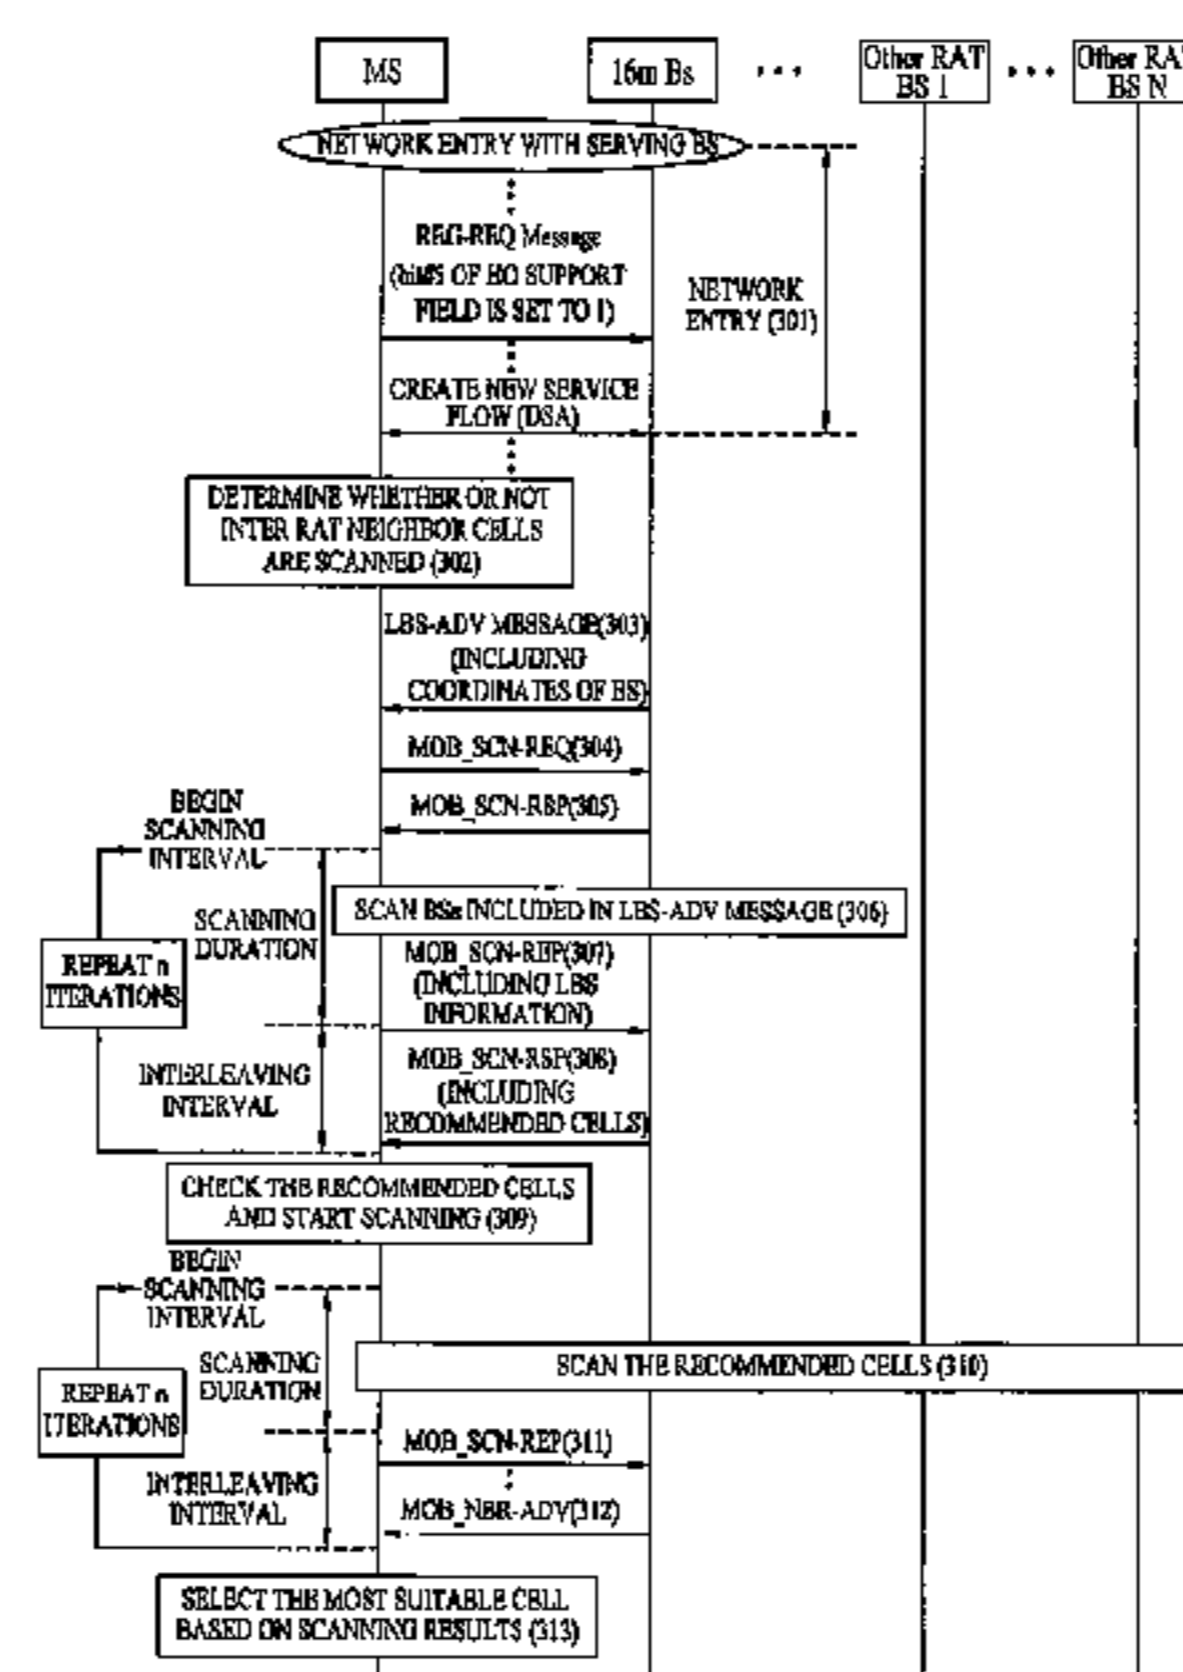 MS
16m Bs
Other RAT
BS 1
Other RA
BS N
NETWORK ENTRY WITH SERVING BS
REG-REQ Message
OF HO SUPPORT
FIELD IS SET TO 1)
NETWORK
ENTRY (301)
CREATE NEW SERVICE
FLOW (DSA)
DETERMINE WHETHER OR NOT
INTER RAT NEIGHBOR CELLS
ARE SCANNED (302)
LBS-ADV MESSAGE(303)
(INCLUDING
COORDINATES OF BS)
MOB_SCN-REQ(304)
MOB_SCN-RSP(305)
BEGIN
SCANNING
INTERVAL
SCAN BSs INCLUDED IN LBS-ADV MESSAGE (306)
SCANNING
DURATION
MOB_SCN-REP(307)
(INCLUDING LBS
INFORMATION)
REPEAT n
ITERATIONS
MOB_SCN-RSP(308)
(INCLUDING
RECOMMENDED CELLS)
INTERLEAVING
INTERVAL
CHECK THE RECOMMENDED CELLS
AND START SCANNING (309)
BEGIN
SCANNING
INTERVAL
SCAN THE RECOMMENDED CELLS (310)
SCANNING
DURATION
REPEAT n
ITERATIONS
MOB_SCN-REP(311)
INTERLEAVING
INTERVAL
MOB_NBR-ADV(312)
SELECT THE MOST SUITABLE CELL
BASED ON SCANNING RESULTS (313)